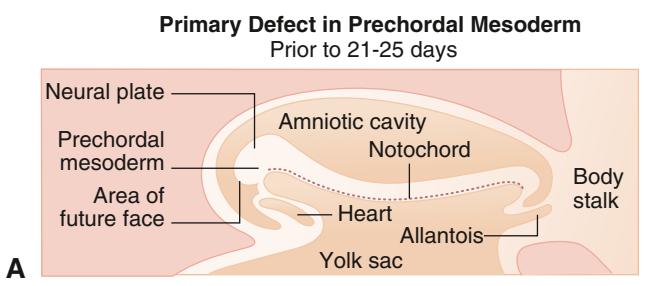 Primary Defect in Prechordal Mesoderm
Prior to 21-25 days
Neural plate
Amniotic cavity
Prechordal
mesoderm
Notochord
Area of
future face
Body
stalk
Heart
Allantois
Yolk sac
A